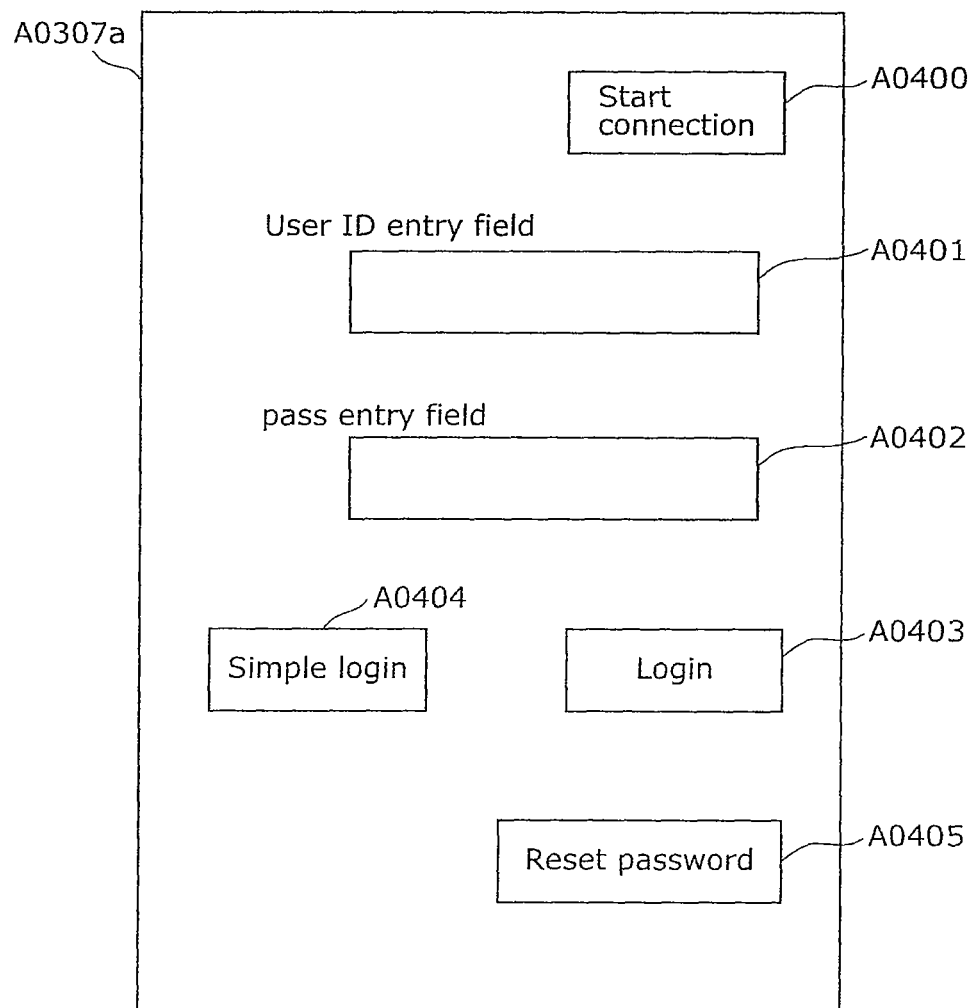 A0307a
A0400
Start
connection
User ID entry field
A0401
pass entry field
A0402
A0404
A0403
Simple login
Login
A0405
Reset password